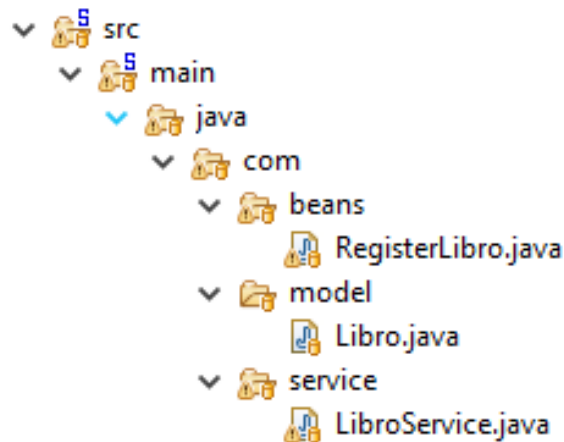 S src
S main
java
com
beans
RegisterLibro.java
model
Libro.java
service
LibroService.java